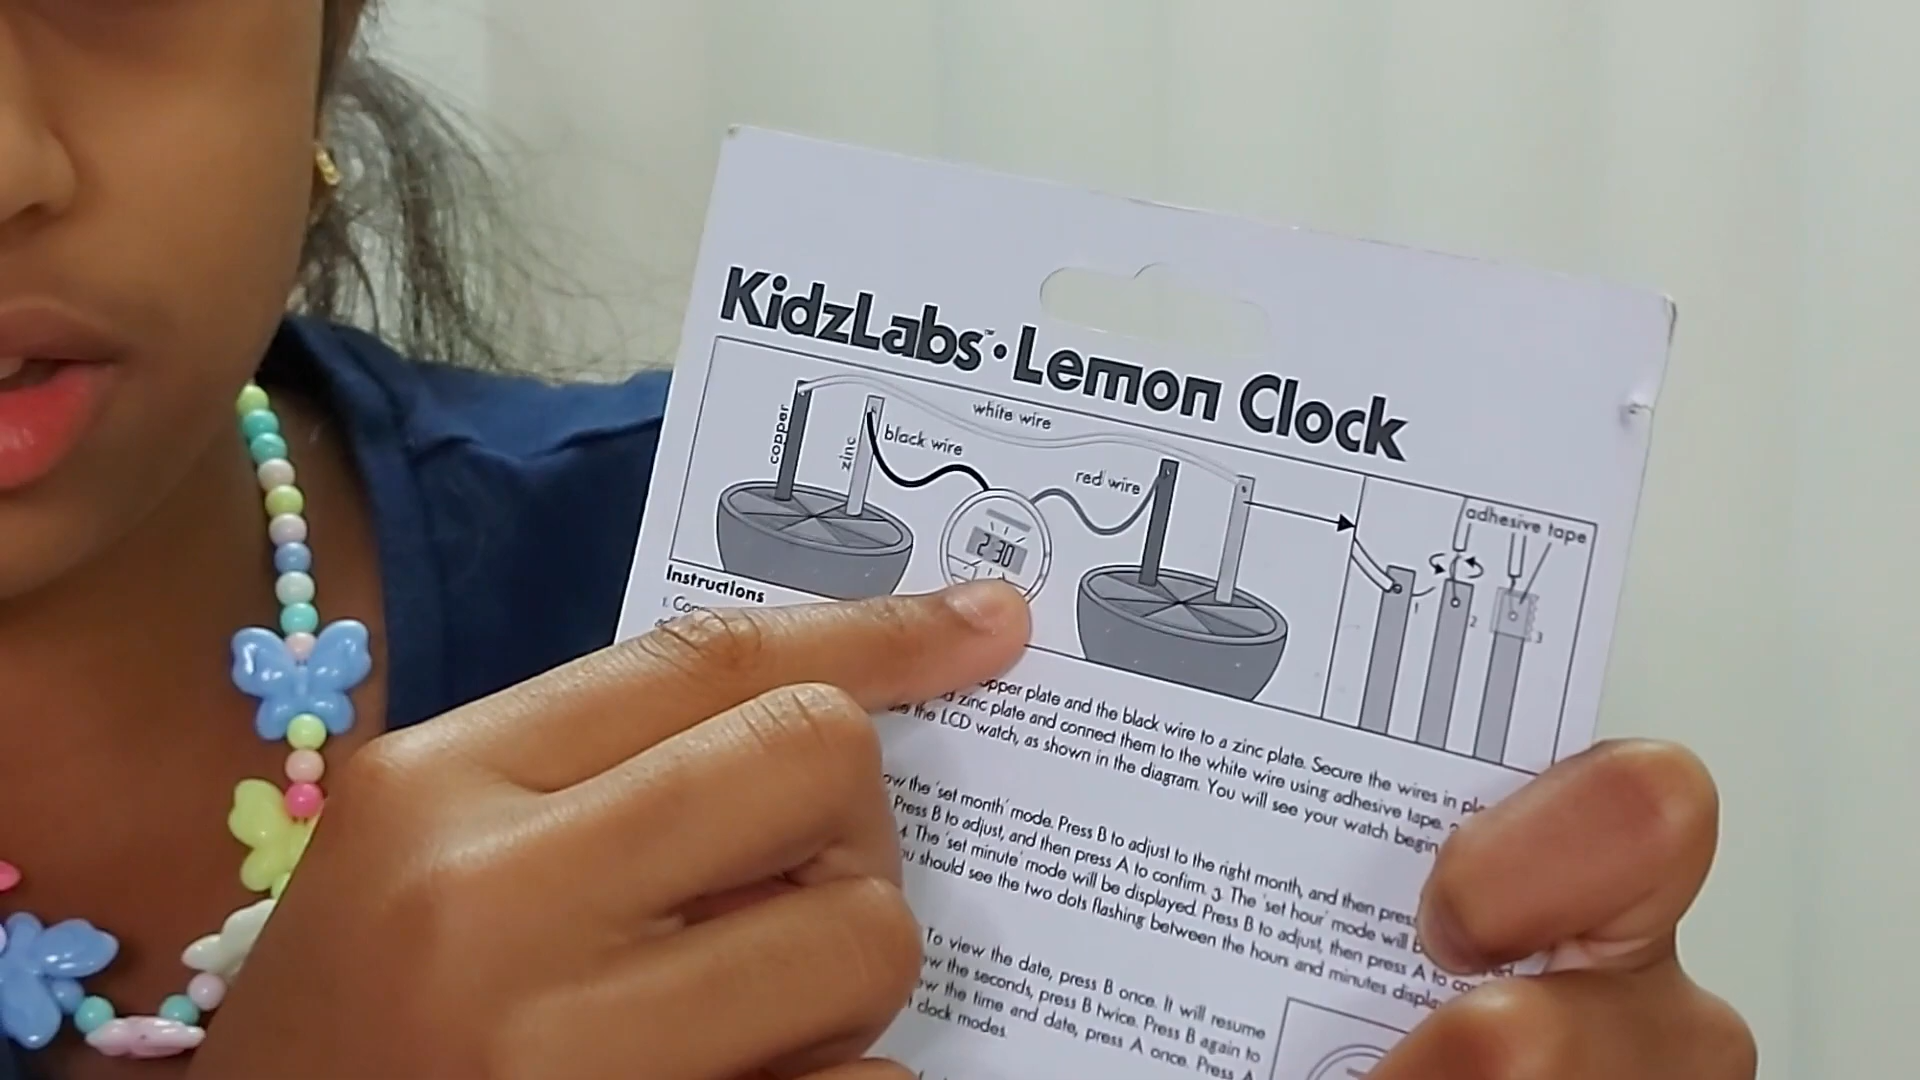 KidzLabs™·Lemon Clock
white wire
copper
zinc
black wire
red wire
adhesive tape
2:30
1
2
3
Instructions
1.
plate and the black wire to a zinc plate. Secure the wires in
zinc plate and connect them to the white wire using adhesive tape.
the LCD watch, as shown in the diagram. You will see your watch begin
the 'set month' mode. Press B to adjust to the right month, and then press
Press B to adjust, and then press A to confirm. 3. The 'set hour' mode will
4. The 'set minute' mode will be displayed. Press B to adjust, then press A to
should see the two dots flashing between the hours and minutes
To view the date, press B once. It will resume
the seconds, press B twice. Press B again to
the time and date, press A once. Press A
clock modes.